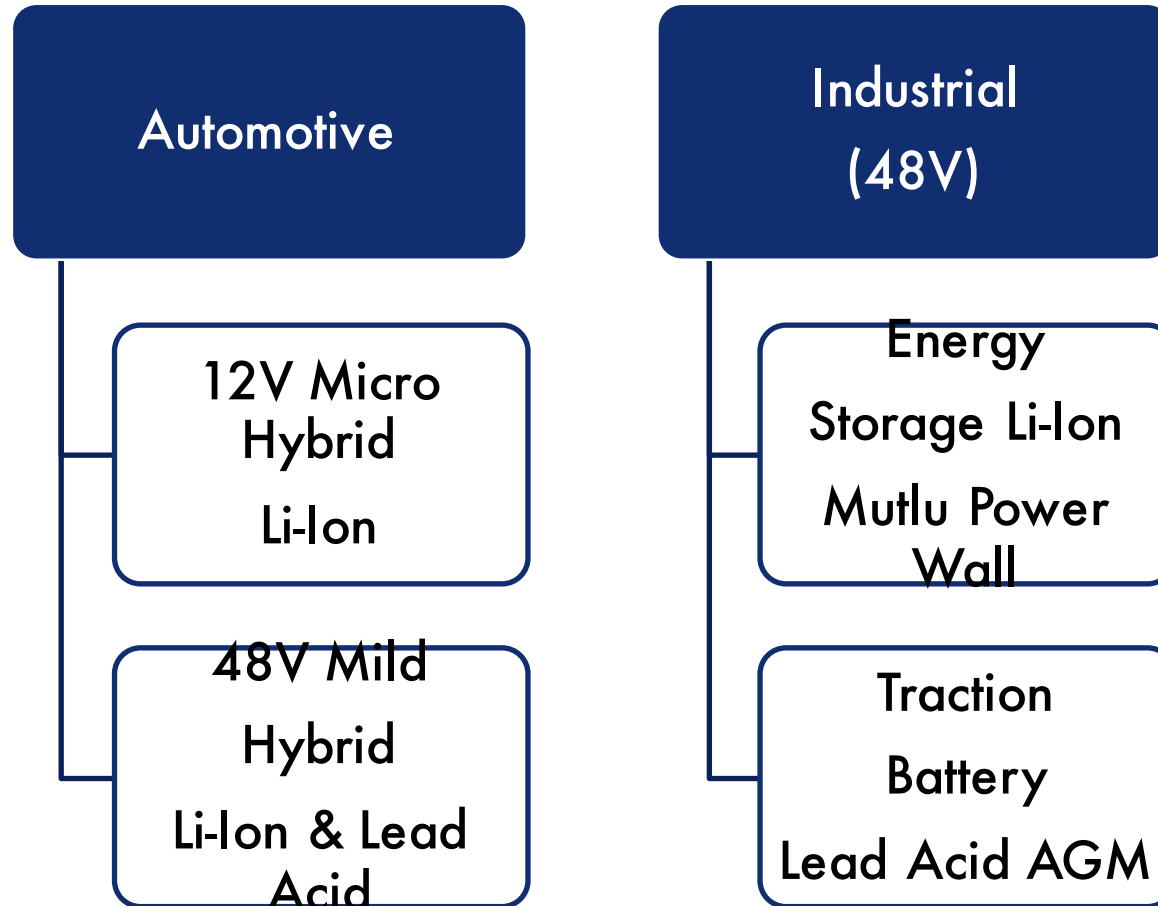 Automotive
12V Micro
Hybrid
Li-Ion
48V Mild
Hybrid
Li-Ion & Lead
Acid
Industrial
(48V)
Energy
Storage Li-Ion
Mutlu Power
Wall
Traction
Battery
Lead Acid AGM